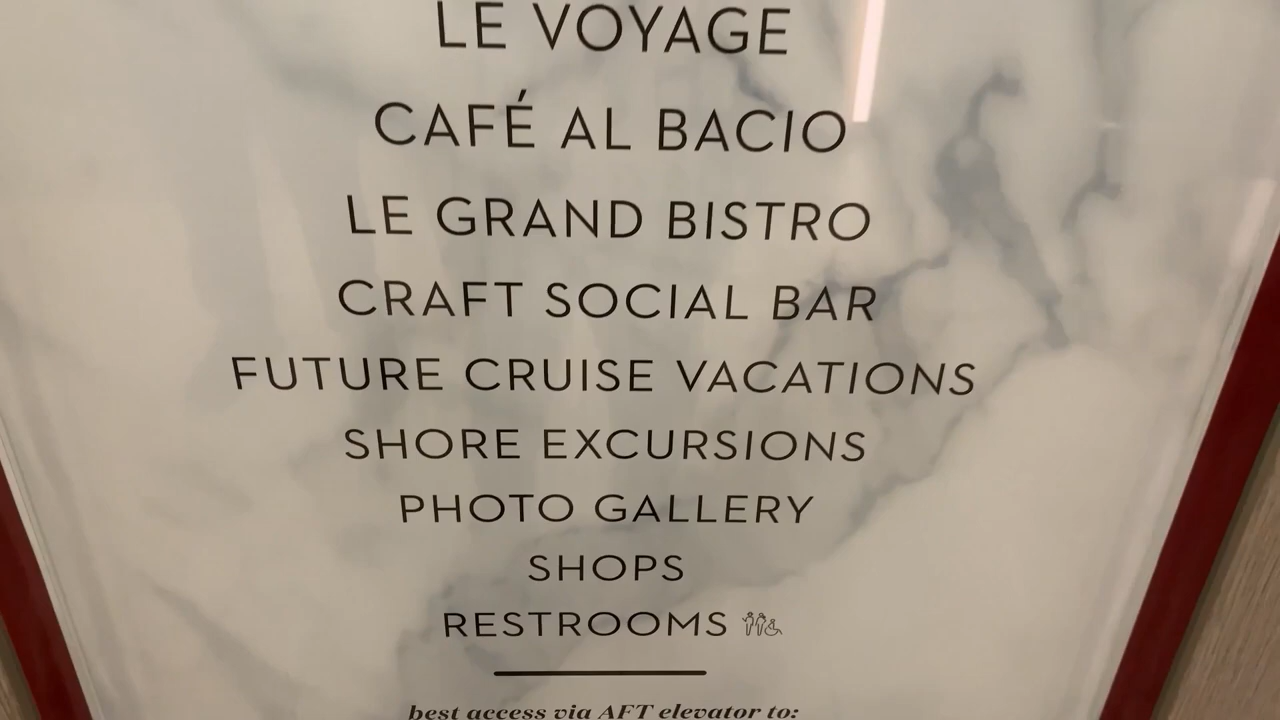 LE VOYAGE
CAFÉ AL BACIO
LE GRAND BISTRO
CRAFT SOCIAL BAR
FUTURE CRUISE VACATIONS
SHORE EXCURSIONS
PHOTO GALLERY
SHOPS
RESTROOMS
best access via AFT elevator to: